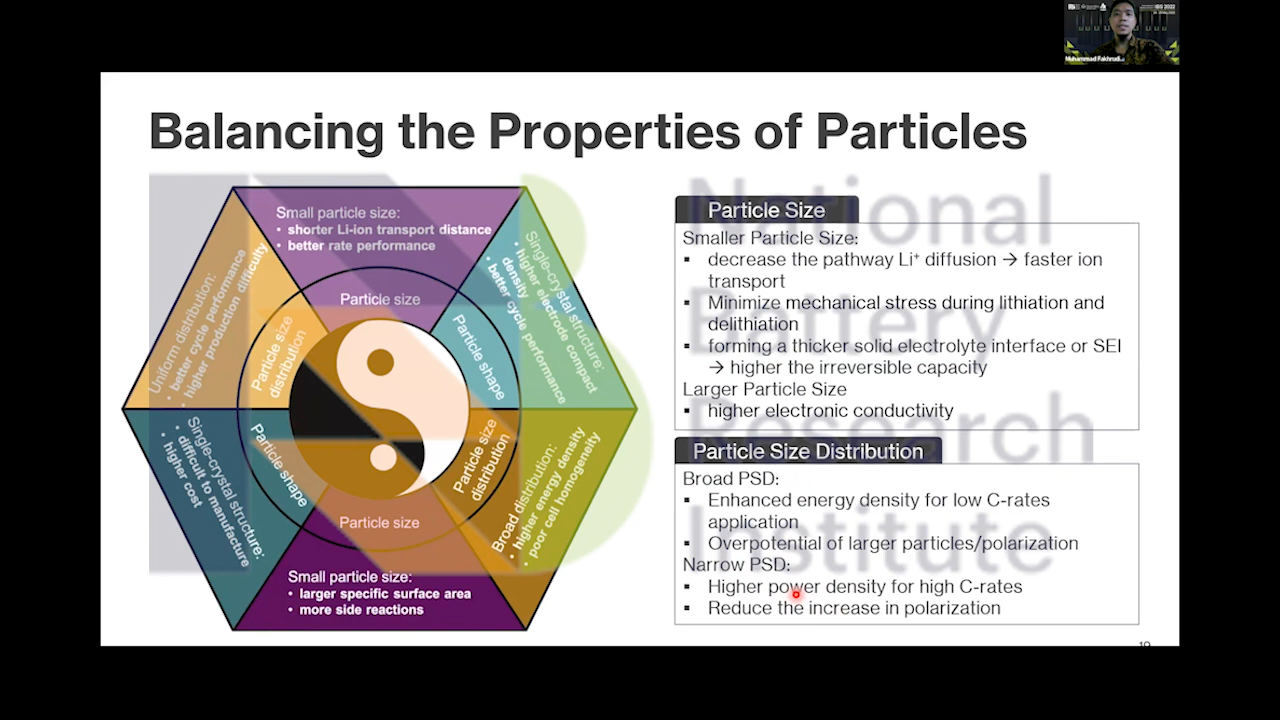 IBS 2022
Muhammad Fakhrudi...
Balancing the Properties of Particles
National
Battery
Research
Institute
Small particle size:
• shorter Li-ion transport distance
• better rate performance
Particle size
Single-crystal structure:
• higher electrode compact
density
• better cycle performance
Particle shape
Broad distribution:
• higher energy density
• poor cell homogeneity
Particle size
distribution
Small particle size:
• larger specific surface area
• more side reactions
Particle size
Single-crystal structure:
• difficult to manufacture
• higher cost
Particle shape
Uniform distribution:
• better cycle performance
• higher production difficulty
Particle size
distribution
Particle Size
Smaller Particle Size:
▪ decrease the pathway Li⁺ diffusion → faster ion
transport
▪ Minimize mechanical stress during lithiation and
delithiation
▪ forming a thicker solid electrolyte interface or SEI
→ higher the irreversible capacity
Larger Particle Size
▪ higher electronic conductivity
Particle Size Distribution
Broad PSD:
▪ Enhanced energy density for low C-rates
application
▪ Overpotential of larger particles/polarization
Narrow PSD:
▪ Higher power density for high C-rates
▪ Reduce the increase in polarization
19